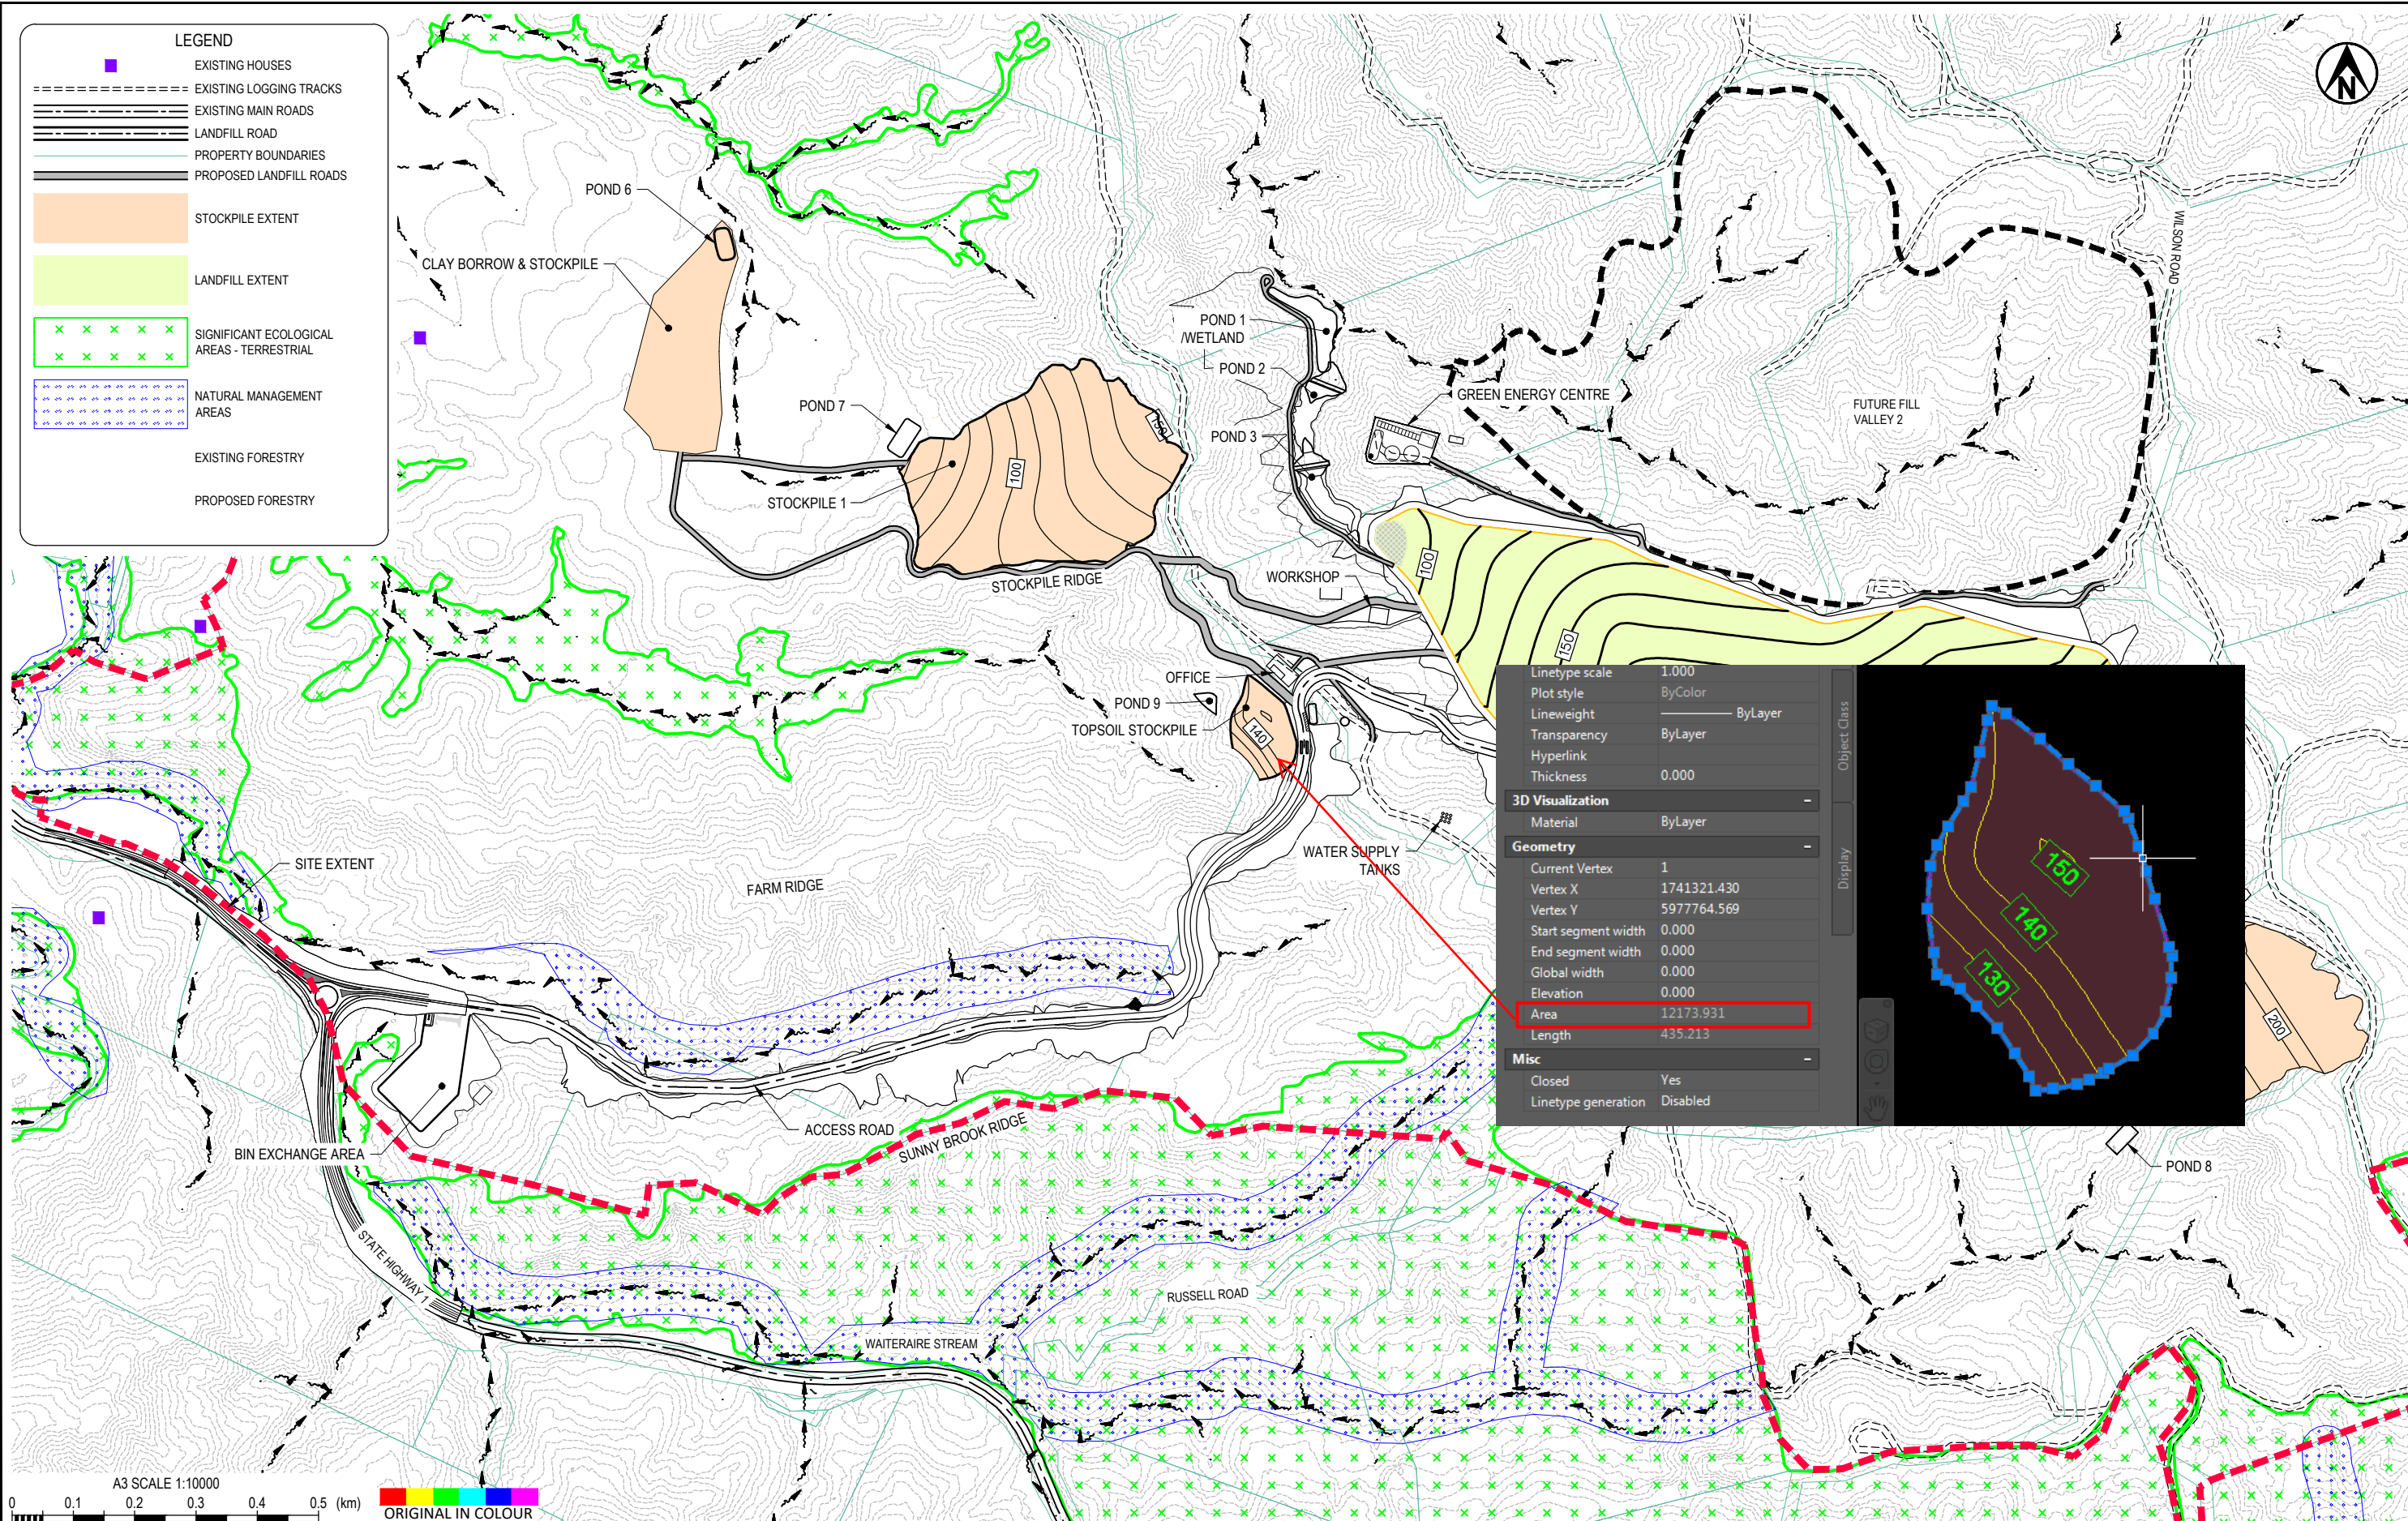 LEGEND
EXISTING HOUSES
EXISTING LOGGING TRACKS
EXISTING MAIN ROADS
LANDFILL ROAD
PROPERTY BOUNDARIES
PROPOSED LANDFILL ROADS
STOCKPILE EXTENT
LANDFILL EXTENT
SIGNIFICANT ECOLOGICAL
AREAS - TERRESTRIAL
NATURAL MANAGEMENT
AREAS
EXISTING FORESTRY
PROPOSED FORESTRY
N
POND 6
CLAY BORROW & STOCKPILE
POND 7
STOCKPILE 1
100
150
STOCKPILE RIDGE
POND 1
/WETLAND
POND 2
POND 3
GREEN ENERGY CENTRE
FUTURE FILL
VALLEY 2
WILSON ROAD
WORKSHOP
100
150
OFFICE
POND 9
TOPSOIL STOCKPILE
140
WATER SUPPLY
TANKS
SITE EXTENT
FARM RIDGE
ACCESS ROAD
SUNNY BROOK RIDGE
BIN EXCHANGE AREA
STATE HIGHWAY 1
WAITERAIRE STREAM
RUSSELL ROAD
POND 8
200
Linetype scale 1.000
Plot style ByColor
Lineweight ByLayer
Transparency ByLayer
Hyperlink
Thickness 0.000
3D Visualization
Material ByLayer
Geometry
Current Vertex 1
Vertex X 1741321.430
Vertex Y 5977764.569
Start segment width 0.000
End segment width 0.000
Global width 0.000
Elevation 0.000
Area 12173.931
Length 435.213
Misc
Closed Yes
Linetype generation Disabled
Object Class
Display
150
140
130
A3 SCALE 1:10000
0 0.1 0.2 0.3 0.4 0.5 (km)
ORIGINAL IN COLOUR